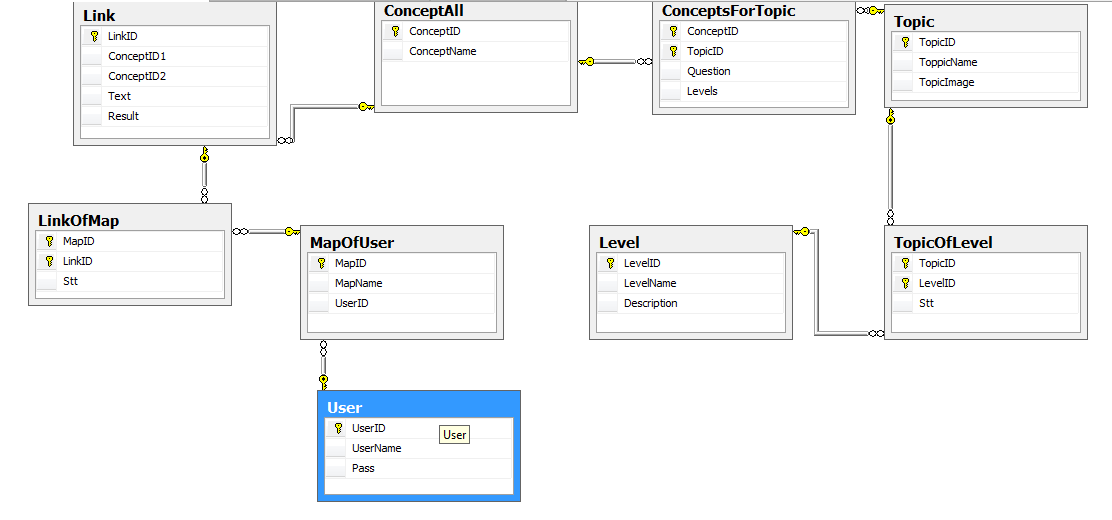 Link
LinkID
ConceptID1
ConceptID2
Text
Result
ConceptAll
ConceptID
ConceptName
ConceptsForTopic
ConceptID
TopicID
Question
Levels
Topic
TopicID
ToppicName
TopicImage
LinkOfMap
MapID
LinkID
Stt
MapOfUser
MapID
MapName
UserID
Level
LevelID
LevelName
Description
TopicOfLevel
TopicID
LevelID
Stt
User
UserID
UserName
Pass
User